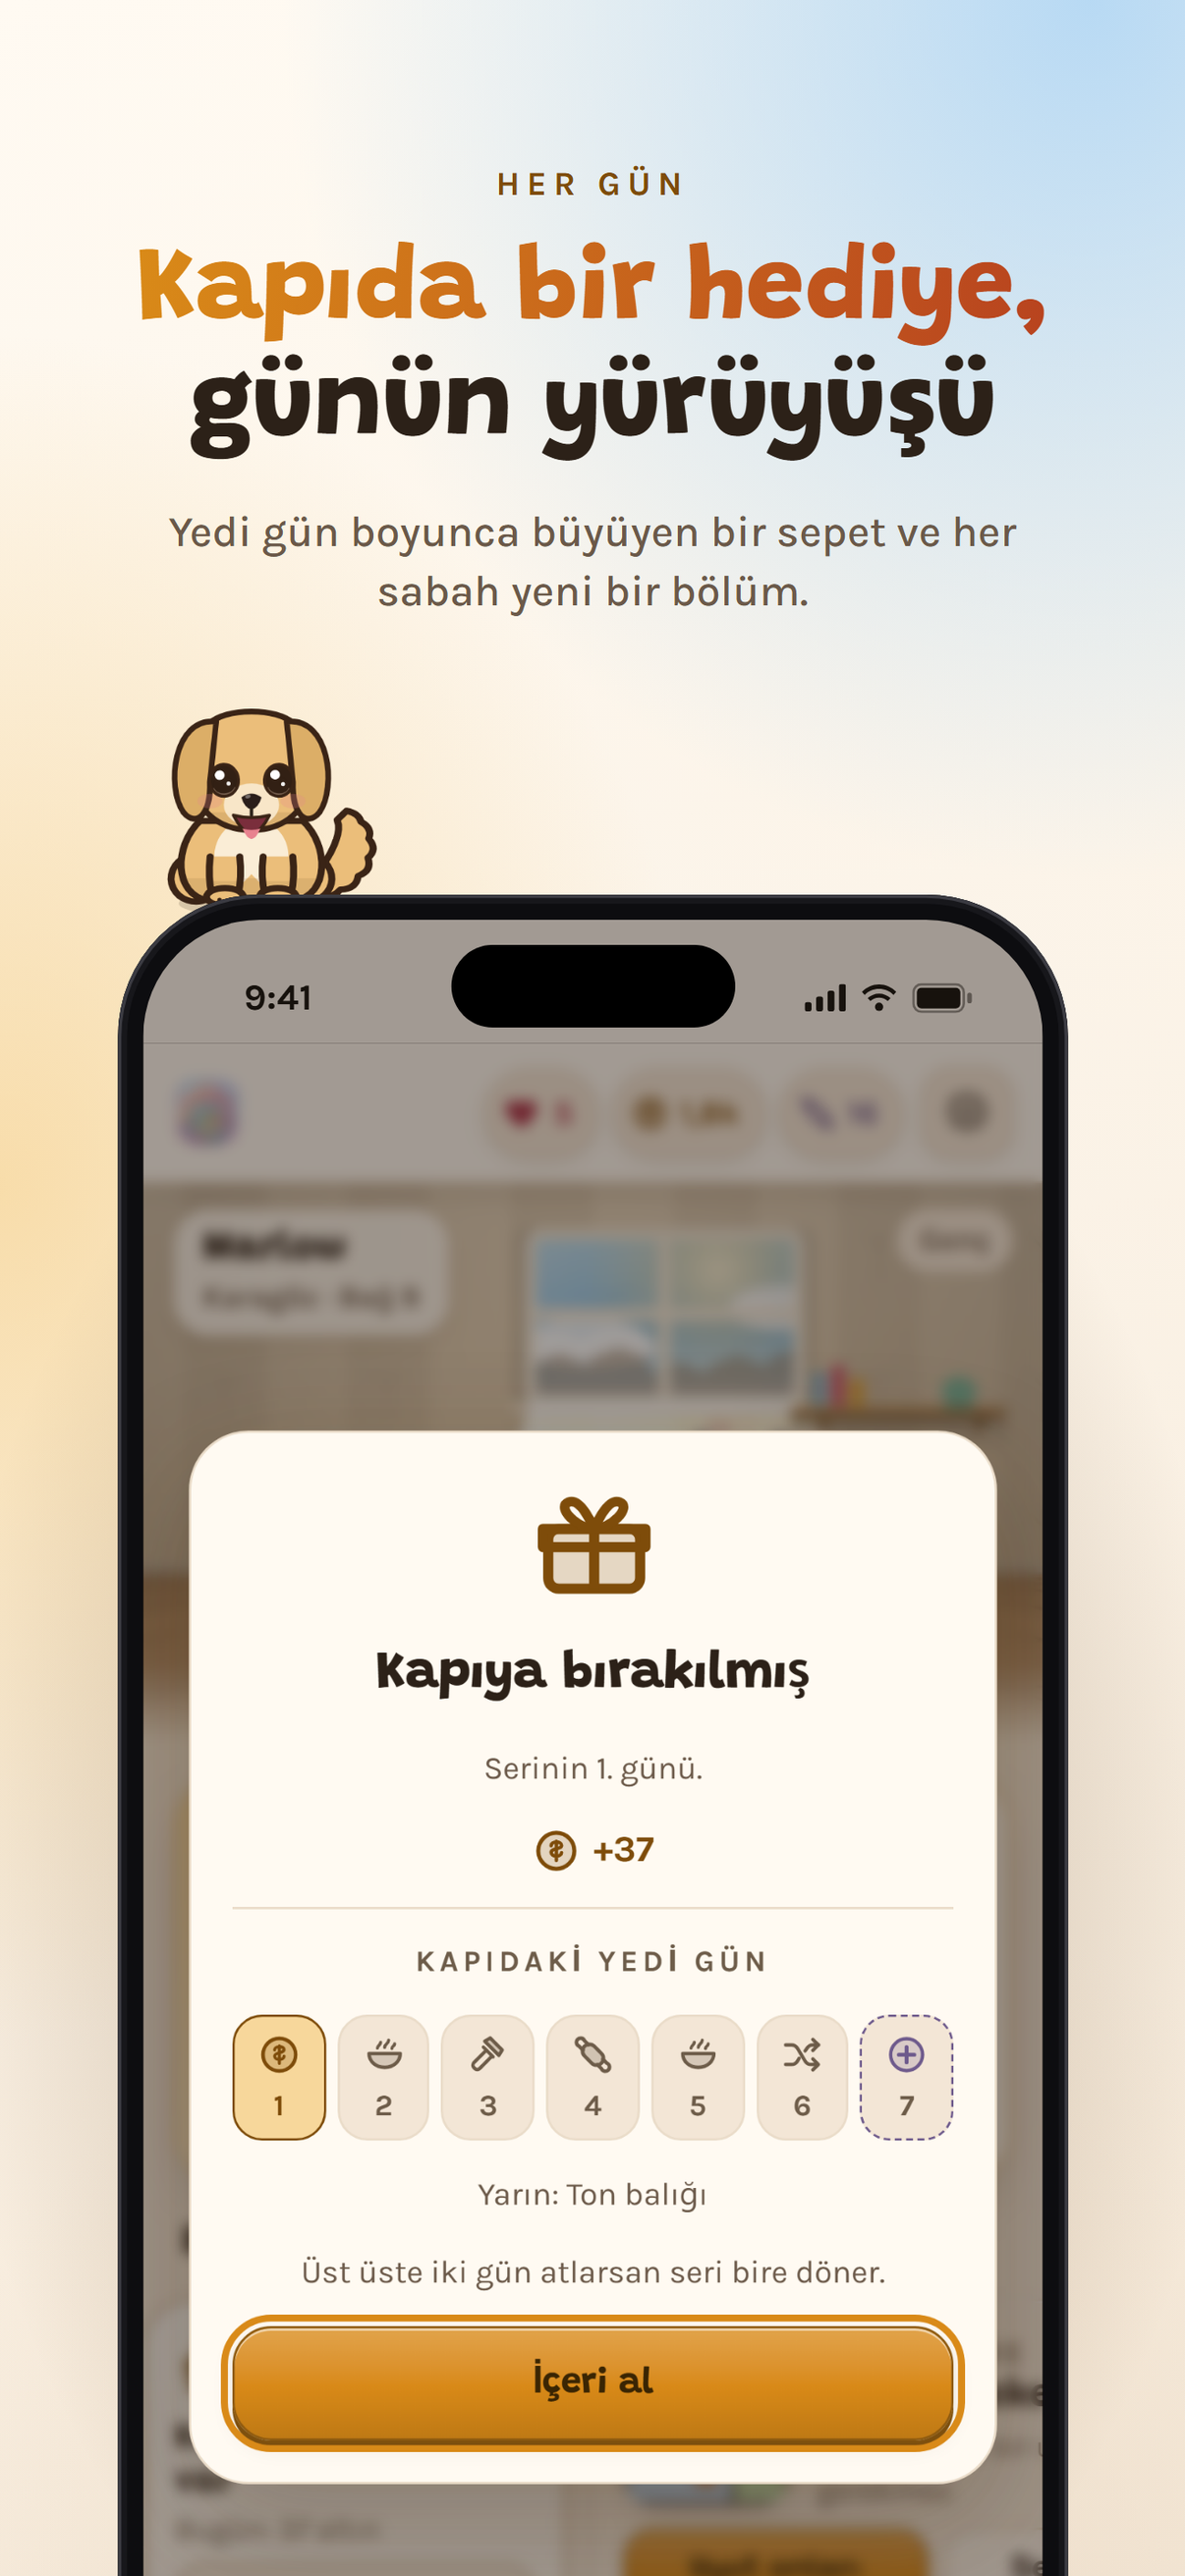 HER GÜN
Kapıda bir hediye,
günün yürüyüşü
Yedi gün boyunca büyüyen bir sepet ve her
sabah yeni bir bölüm.
9:41
Marlow
Kapıya bırakılmış
Serinin 1. günü.
+37
KAPIDAKİ YEDİ GÜN
1 2 3 4 5 6 7
Yarın: Ton balığı
Üst üste iki gün atlarsan seri bire döner.
İçeri al